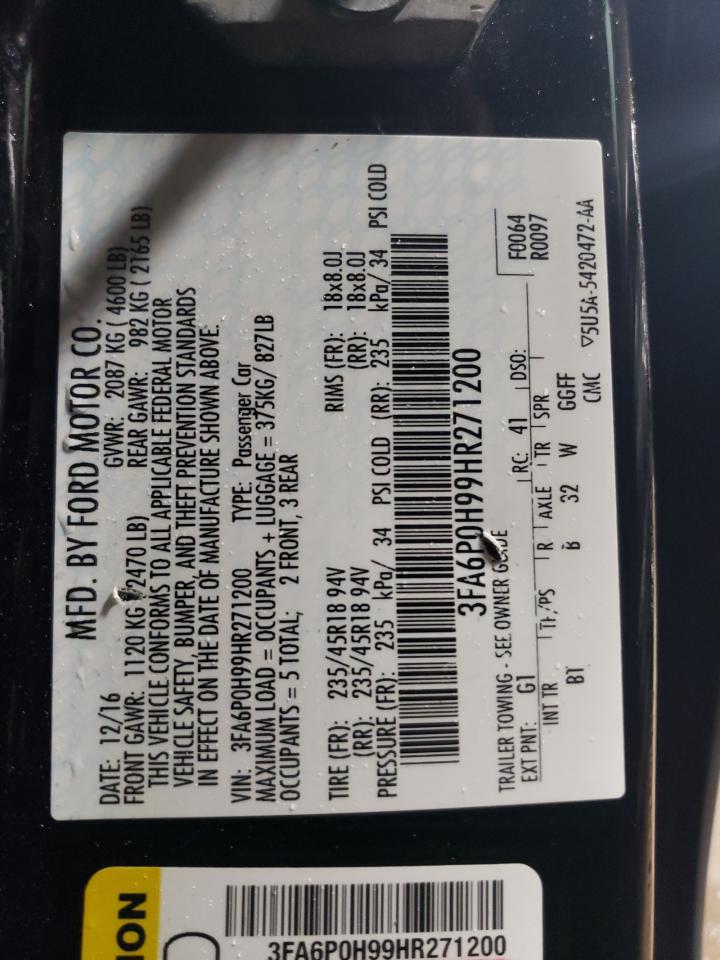 MFD. BY FORD MOTOR CO.
DATE: 12/16 GVWR: 2087 KG ( 4600 LB)
FRONT GAWR: 1120 KG (2470 LB) REAR GAWR: 982 KG ( 2165 LB)
THIS VEHICLE CONFORMS TO ALL APPLICABLE FEDERAL MOTOR
VEHICLE SAFETY, BUMPER, AND THEFT PREVENTION STANDARDS
IN EFFECT ON THE DATE OF MANUFACTURE SHOWN ABOVE.
VIN: 3FA6P0H99HR271200 TYPE: Passenger Car
MAXIMUM LOAD = OCCUPANTS + LUGGAGE = 375KG/ 827LB
OCCUPANTS = 5 TOTAL; 2 FRONT, 3 REAR
TIRE (FR): 235/45R18 94V RIMS (FR): 18x8.0J
(RR): 235/45R18 94V (RR): 18x8.0J
PRESSURE (FR): 235 kPa/ 34 PSI COLD (RR): 235 kPa/ 34 PSI COLD
3FA6P0H99HR271200
TRAILER TOWING - SEE OWNER GUIDE F0064
R0097
EXT PNT: G1 RC: 41 DSO:
INT TR TP/PS R AXLE TR SPR
BT 32 W GGFF
CMC ▽5U5A-5420472-AA
ION
3FA6P0H99HR271200